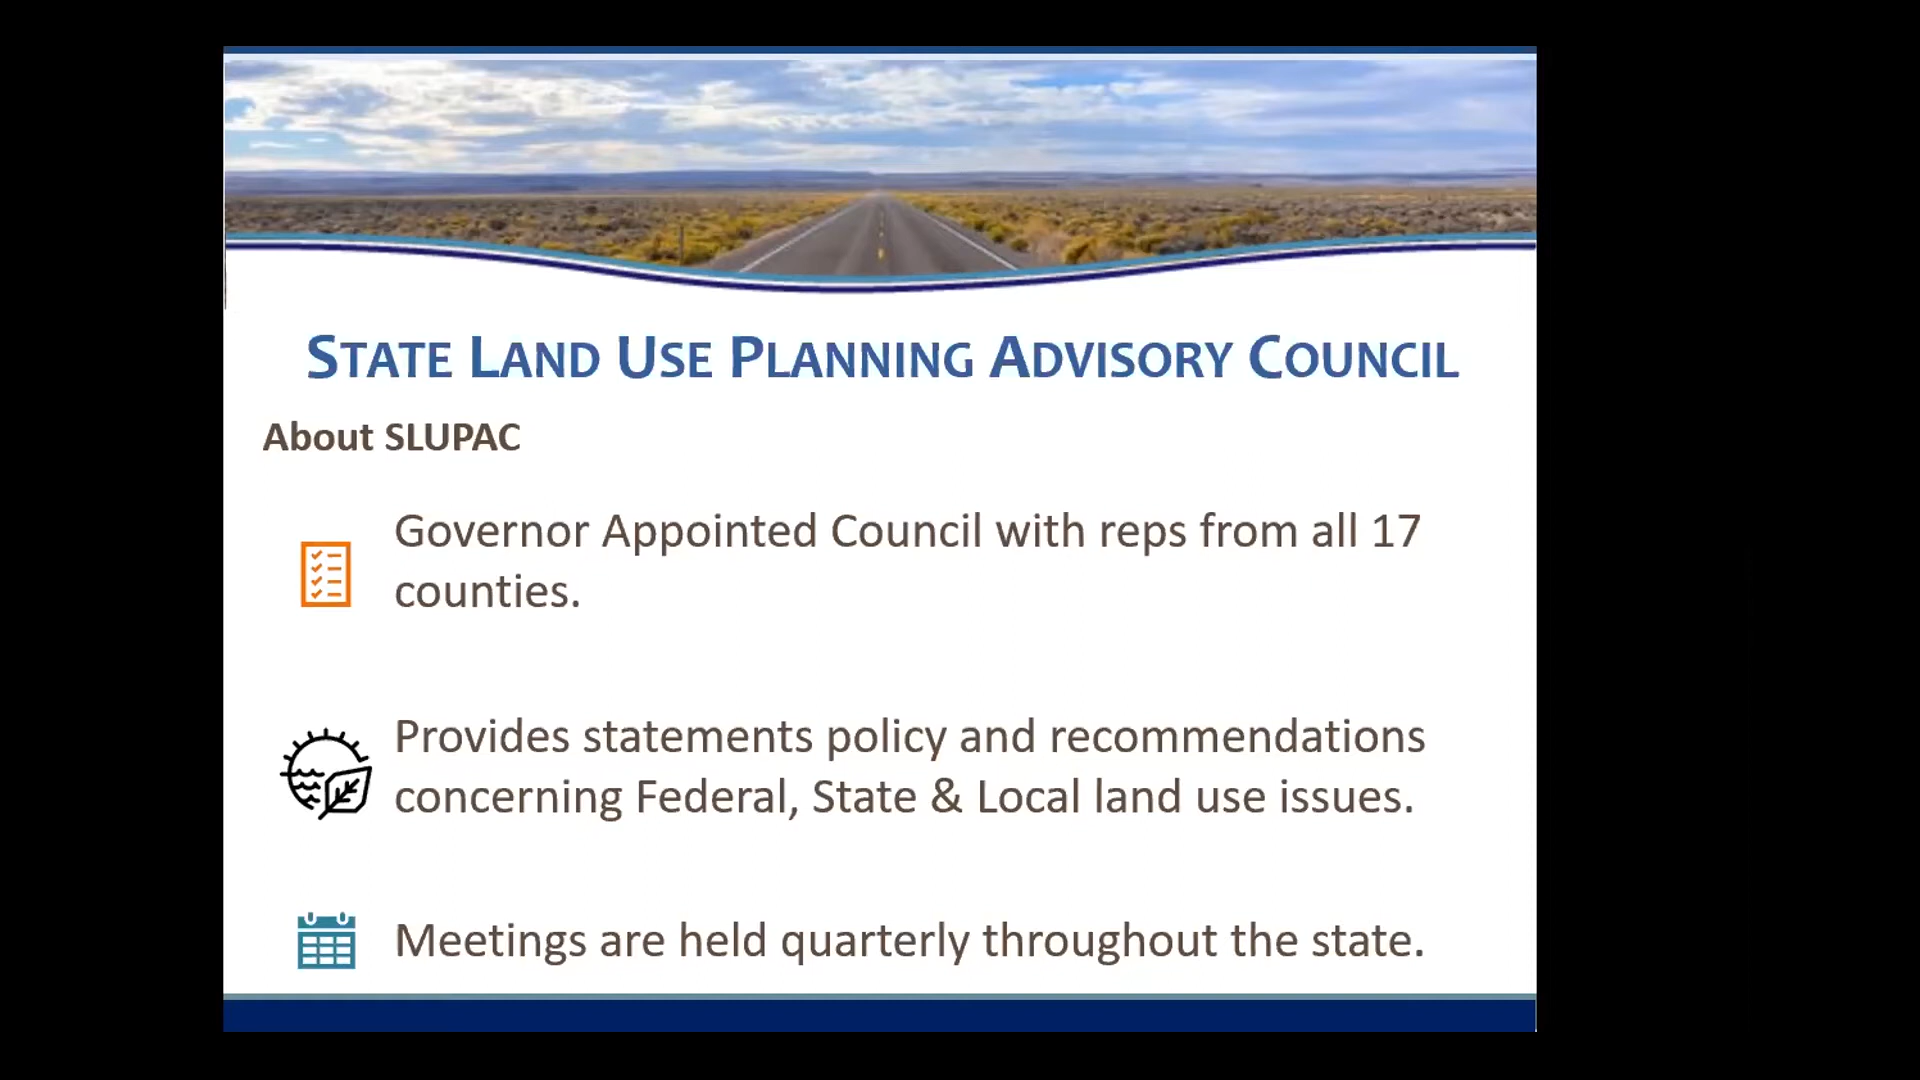 STATE LAND USE PLANNING ADVISORY COUNCIL
About SLUPAC
Governor Appointed Council with reps from all 17
counties.
Provides statements policy and recommendations
concerning Federal, State & Local land use issues.
Meetings are held quarterly throughout the state.